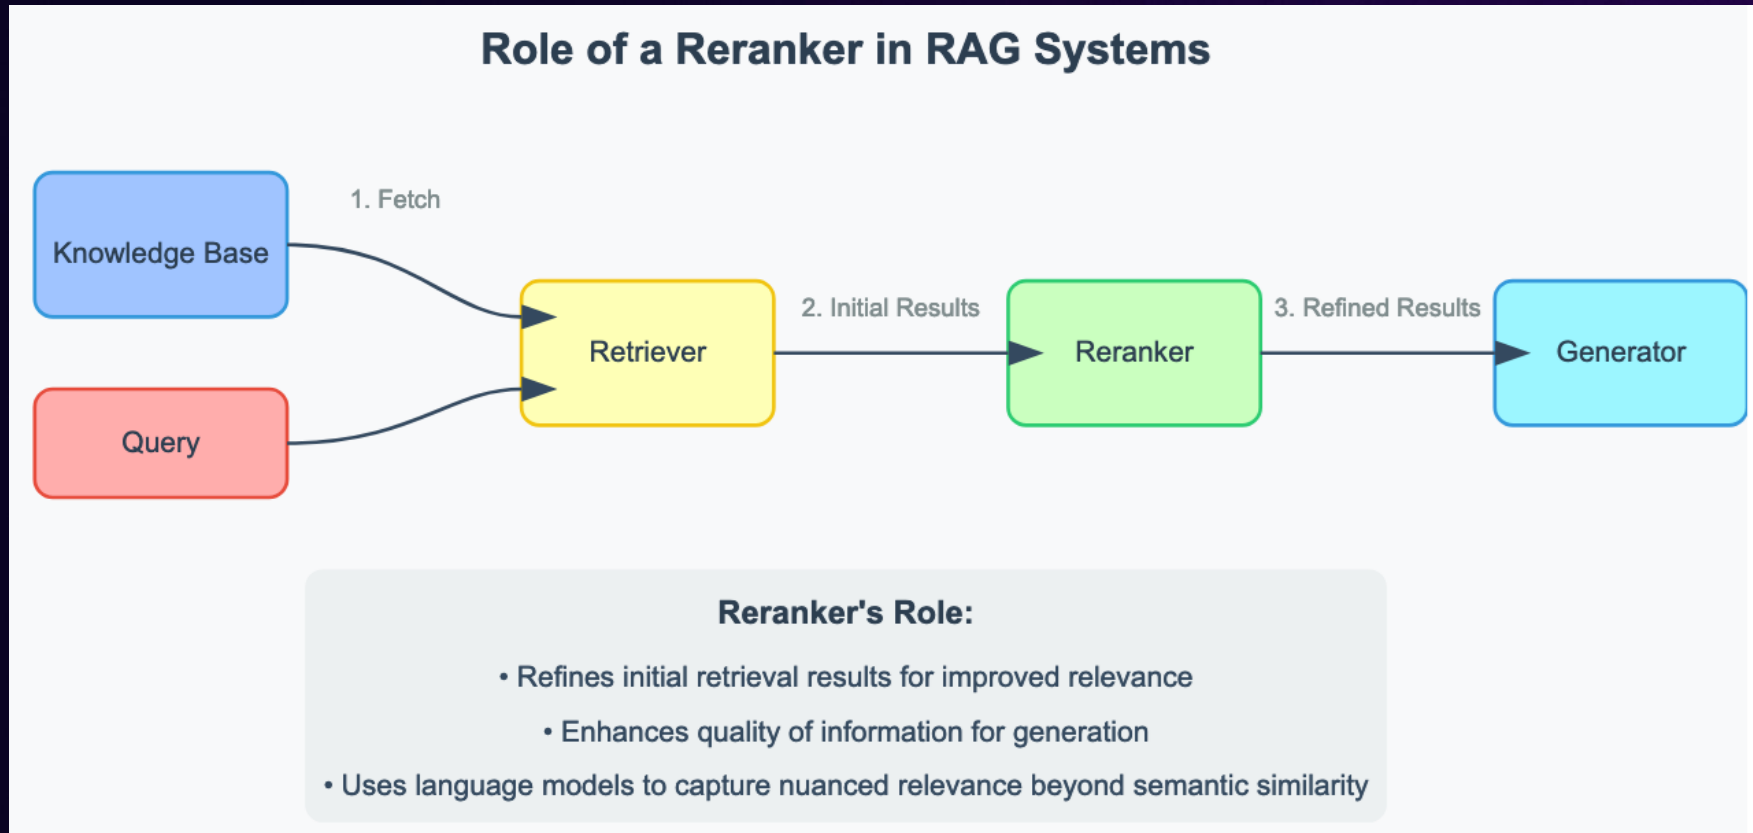 Role of a Reranker in RAG Systems
Knowledge Base
1. Fetch
Query
Retriever
2. Initial Results
Reranker
3. Refined Results
Generator
Reranker's Role:
• Refines initial retrieval results for improved relevance
• Enhances quality of information for generation
• Uses language models to capture nuanced relevance beyond semantic similarity